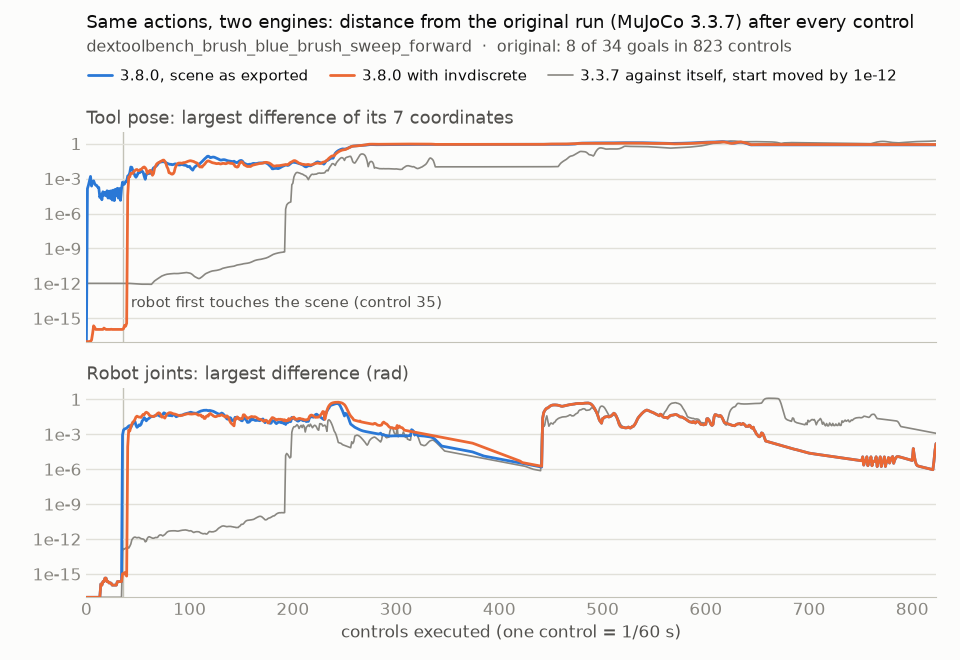 Same actions, two engines: distance from the original run (MuJoCo 3.3.7) after every control
dextoolbench_brush_blue_brush_sweep_forward · original: 8 of 34 goals in 823 controls
3.8.0, scene as exported 3.8.0 with invdiscrete 3.3.7 against itself, start moved by 1e-12
Tool pose: largest difference of its 7 coordinates
1
1e-3
1e-6
1e-9
1e-12
robot first touches the scene (control 35)
1e-15
Robot joints: largest difference (rad)
1
1e-3
1e-6
1e-9
1e-12
1e-15
0 100 200 300 400 500 600 700 800
controls executed (one control = 1/60 s)